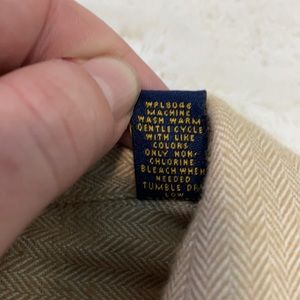 WPL8046
MACHINE
WASH WARM
GENTLE CYCLE
WITH LIKE
COLORS
ONLY NON-
CHLORINE
BLEACH WHEN
NEEDED
TUMBLE DRY
LOW